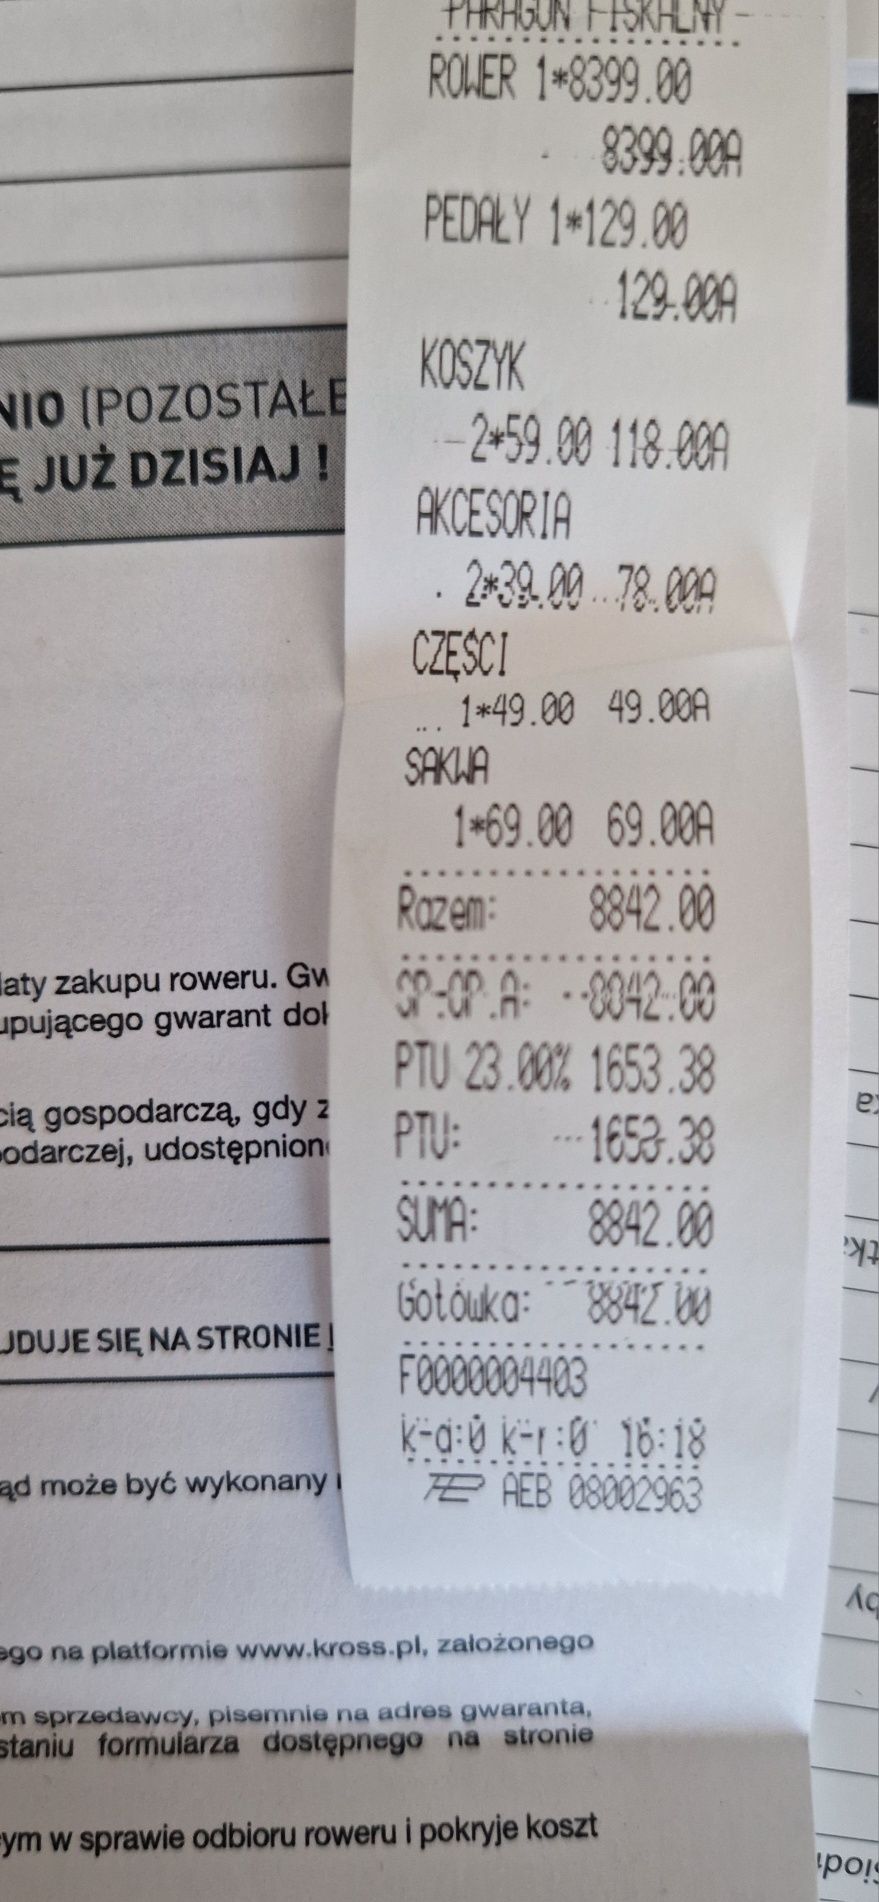 PARAGON FISKALNY
ROWER 1*8399.00
8399.00A
PEDAŁY 1*129.00
129.00A
KOSZYK
2*59.00 118.00A
AKCESORIA
2*39.00 78.00A
CZĘŚCI
1*49.00 49.00A
SAKWA
1*69.00 69.00A
Razem: 8842.00
SP.OP.A: 8842.00
PTU 23.00% 1653.38
PTU: 1653.38
SUMA: 8842.00
Gotówka: 8842.00
F0000004403
k-a:0 k-r:0 16:18
AEB 08002963
NIO (POZOSTAŁE
Ę JUŻ DZISIAJ !
laty zakupu roweru. Gw
upującego gwarant dok
cią gospodarczą, gdy z
podarczej, udostępnion
JDUJE SIĘ NA STRONIE
ąd może być wykonany
ego na platformie www.kross.pl, założonego
m sprzedawcy, pisemnie na adres gwaranta,
staniu formularza dostępnego na stronie
ym w sprawie odbioru roweru i pokryje koszt